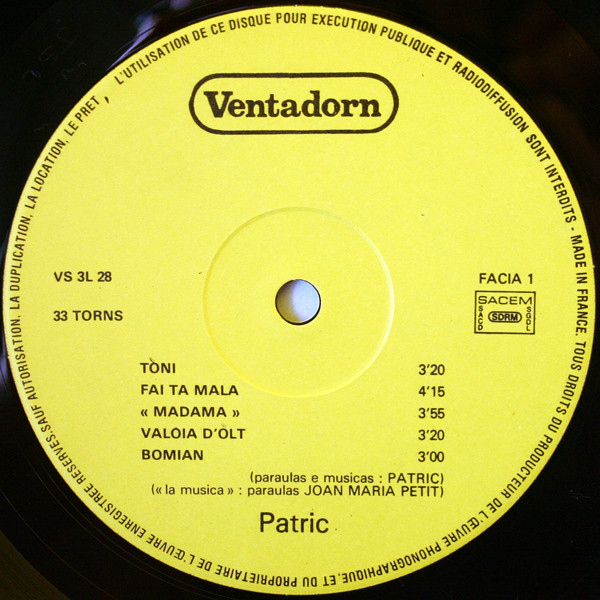 SAUF AUTORISATION. LA DUPLICATION. LA LOCATION. LE PRET, L'UTILISATION DE CE DISQUE POUR EXECUTION PUBLIQUE ET RADIODIFFUSION SONT INTERDITS - MADE IN FRANCE. TOUS DROITS DU PRODUCTEUR DE L'ŒUVRE PHONOGRAPHIQUE.ET DU PROPRIETAIRE DE L'ŒUVRE ENREGISTREE RESERVES.
Ventadorn
VS 3L 28
FACIA 1
33 TORNS
SACEM
SACD SDRM SGDL
TÒNI 3'20
FAI TA MALA 4'15
« MADAMA » 3'55
VALOIA D'ÒLT 3'20
BOMIAN 3'00
(paraulas e musicas : PATRIC)
(« la musica » : paraulas JOAN MARIA PETIT)
Patric